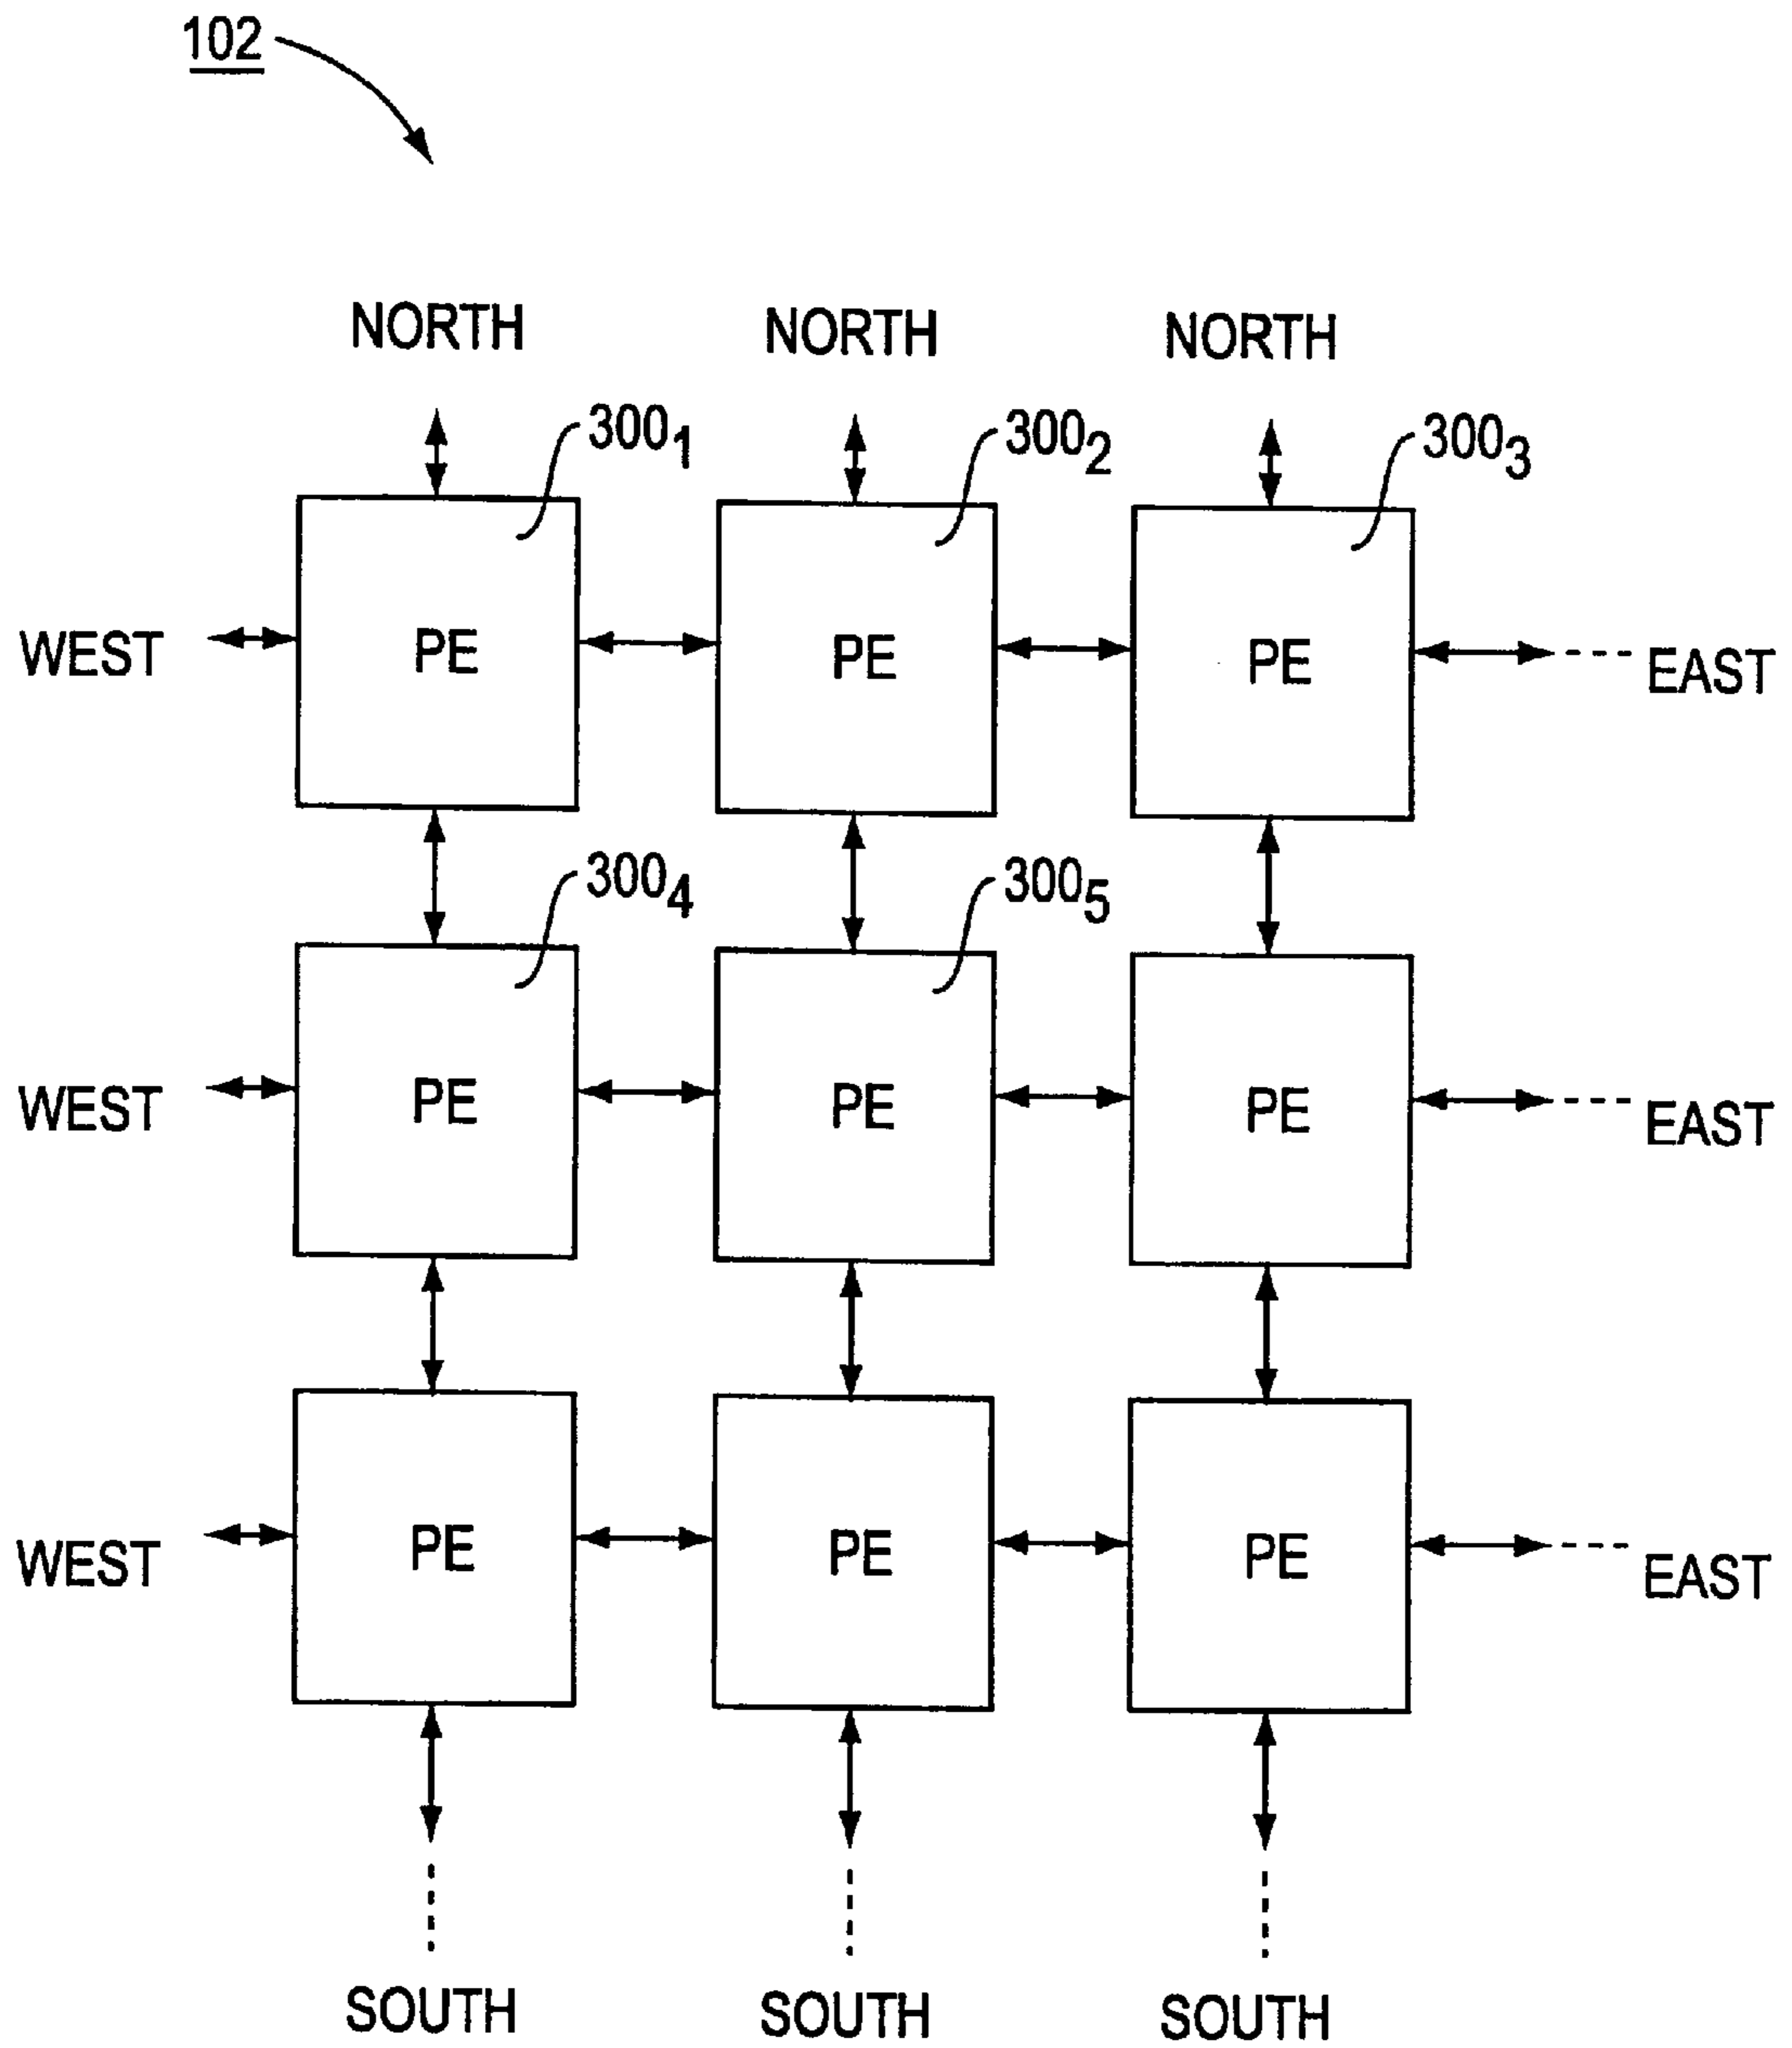 102
NORTH NORTH NORTH
300₁ 300₂ 300₃
WEST PE PE PE EAST
300₄ 300₅
WEST PE PE PE EAST
WEST PE PE PE EAST
SOUTH SOUTH SOUTH